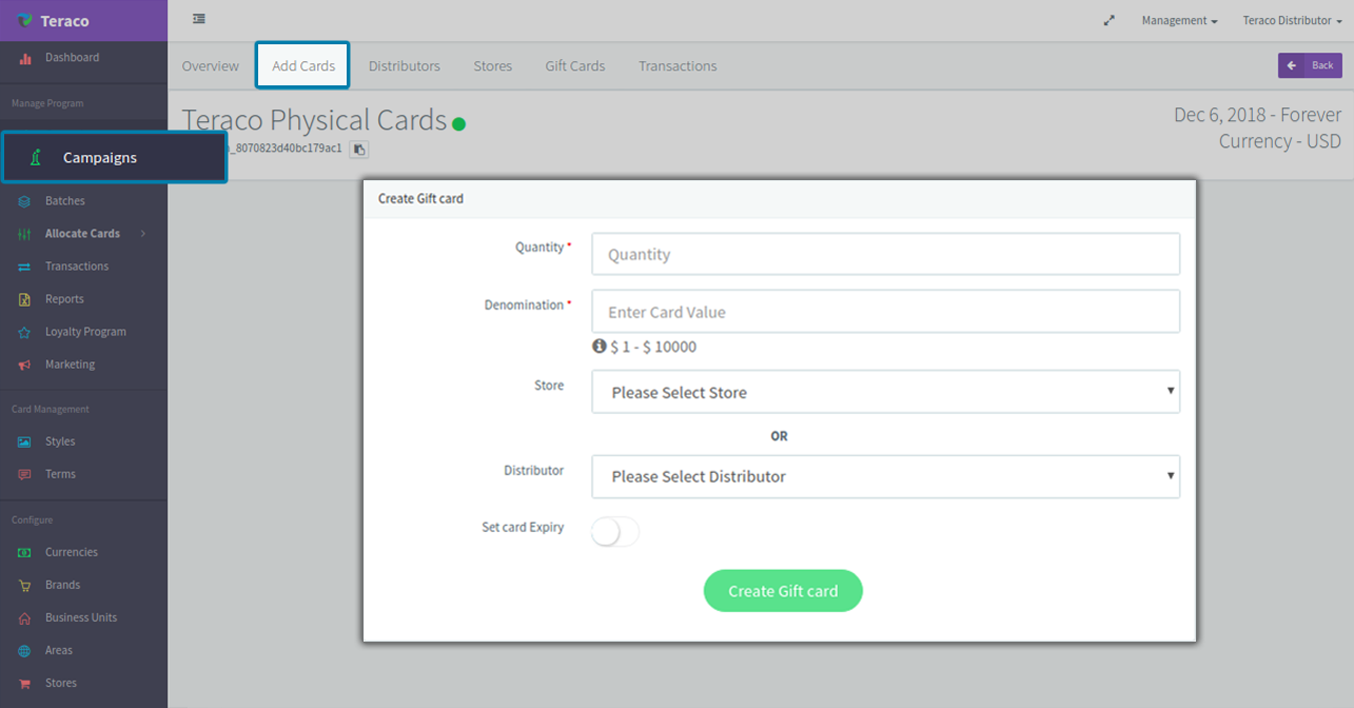 Teraco
Management
Teraco Distributor
Dashboard
Manage Program
Campaigns
Batches
Allocate Cards
Transactions
Reports
Loyalty Program
Marketing
Card Management
Styles
Terms
Configure
Currencies
Brands
Business Units
Areas
Stores
Overview
Add Cards
Distributors
Stores
Gift Cards
Transactions
Back
Teraco Physical Cards
_8070823d40bc179ac1
Dec 6, 2018 - Forever
Currency - USD
Create Gift card
Quantity *
Quantity
Denomination *
Enter Card Value
$ 1 - $ 10000
Store
Please Select Store
OR
Distributor
Please Select Distributor
Set card Expiry
Create Gift card